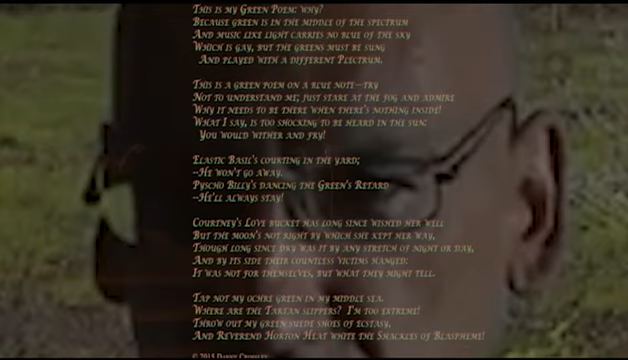 This is my Green Poem: why?
Because green is in the middle of the spectrum
And music like light carries no blue of the sky
Which is gay, but the greens must be sung
And played with a different Plectrum.
This is a green poem on a blue note—try
Not to understand me; just stare at the fog and admire
Why it needs to be there when there's nothing inside!
What I say, is too shocking to be heard in the sun:
You would wither and fry!
Elastic Basil's courting in the yard;
--He won't go away.
Pyscho Billy's dancing the Green's Retard
--He'll always stay!
Courtney's Love bucket has long since wished her well
But the moon's not right by which she kept her way,
Though long since dry was it by any stretch of night or day,
And by its side their countless victims hanged:
It was not for themselves, but what they might tell.
Tap not my ochre green in my middle sea.
Where are the Tartan slippers? I'm too extreme!
Throw out my green suede shoes of ecstasy,
And Reverend Horton Heat white the Shackles of Blaspheme!
© 2015 Danny